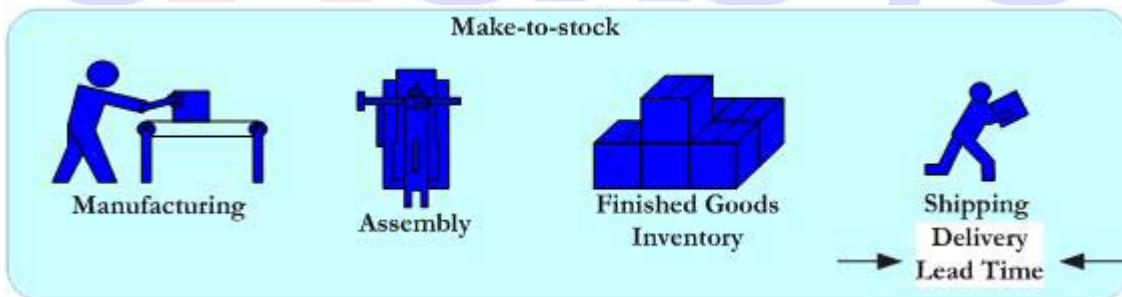 Make-to-stock
Manufacturing
Assembly
Finished Goods
Inventory
Shipping
Delivery
Lead Time